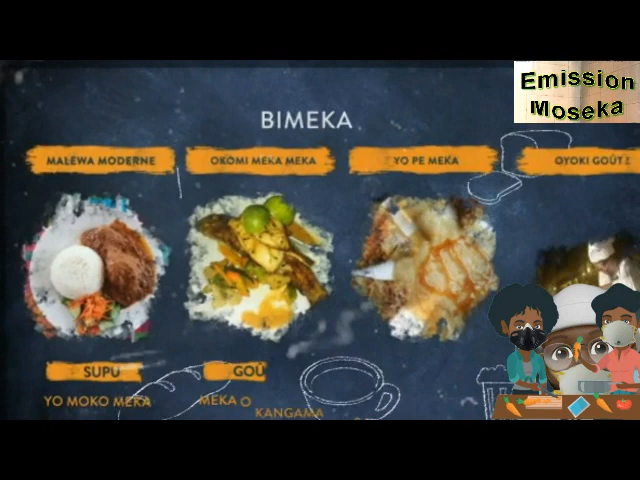 Emission
Moseka
BIMEKA
MALEWA MODERNE
OKOMI MEKA MEKA
YO PE MEKA
OYOKI GOÛT
SUPU
GOÛ
YO MOKO MEKA
MEKA O
KANGAMA